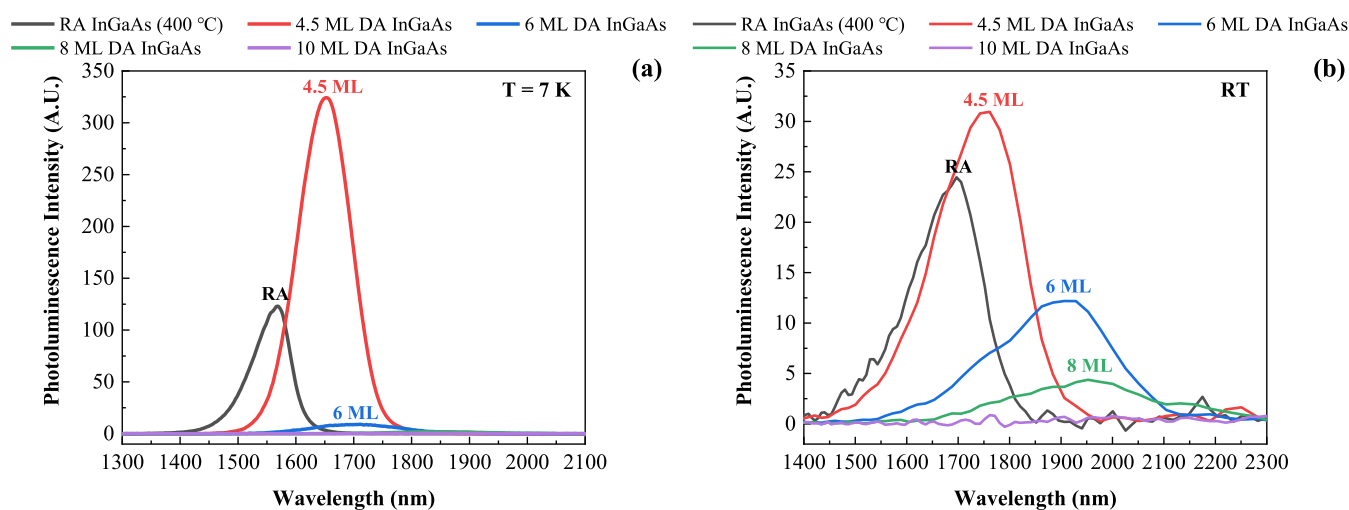 RA InGaAs (400 ℃) 4.5 ML DA InGaAs 6 ML DA InGaAs
8 ML DA InGaAs 10 ML DA InGaAs
(a)
T = 7 K
4.5 ML
RA
6 ML
350
300
250
200
150
100
50
0
Photoluminescence Intensity (A.U.)
1300 1400 1500 1600 1700 1800 1900 2000 2100
Wavelength (nm)
RA InGaAs (400 ℃) 4.5 ML DA InGaAs 6 ML DA InGaAs
8 ML DA InGaAs 10 ML DA InGaAs
(b)
RT
4.5 ML
RA
6 ML
8 ML
35
30
25
20
15
10
5
0
Photoluminescence Intensity (A.U.)
1400 1500 1600 1700 1800 1900 2000 2100 2200 2300
Wavelength (nm)